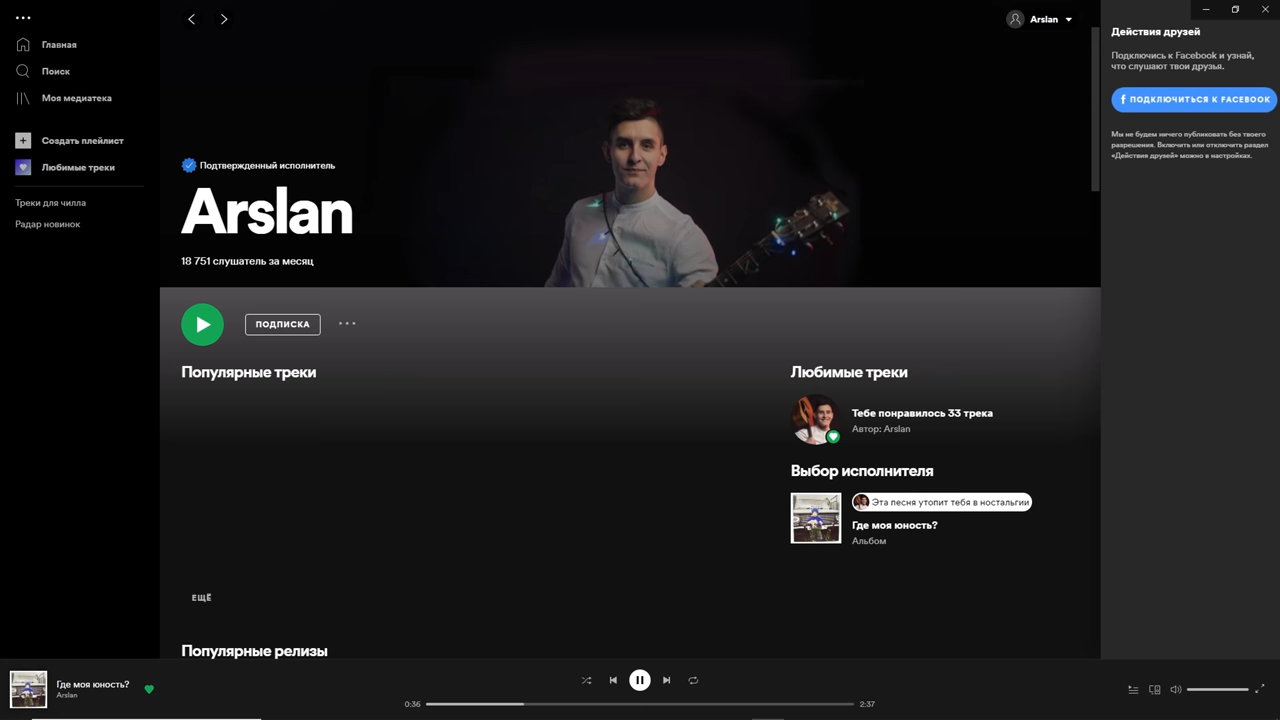 Главная
Поиск
Моя медиатека
Создать плейлист
Любимые треки
Треки для чилла
Радар новинок
Arslan
Подтвержденный исполнитель
Arslan
18 751 слушатель за месяц
ПОДПИСКА
Популярные треки
Любимые треки
Тебе понравилось 33 трека
Автор: Arslan
Выбор исполнителя
Эта песня утопит тебя в ностальгии
Где моя юность?
Альбом
ЕЩЁ
Популярные релизы
Действия друзей
Подключись к Facebook и узнай,
что слушают твои друзья.
ПОДКЛЮЧИТЬСЯ К FACEBOOK
Мы не будем ничего публиковать без твоего
разрешения. Включить или отключить раздел
«Действия друзей» можно в настройках.
Где моя юность?
Arslan
0:36
2:37